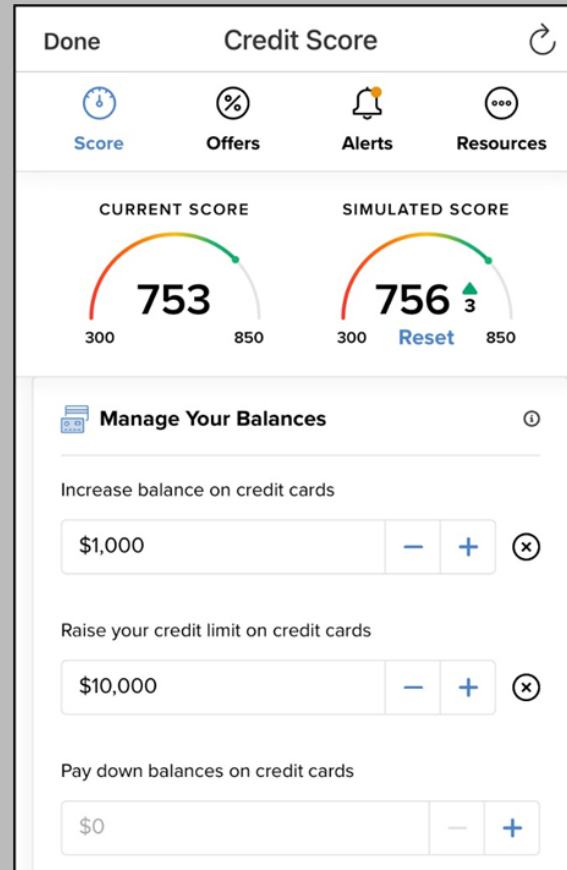 Done Credit Score
Score Offers Alerts Resources
CURRENT SCORE SIMULATED SCORE
753 756 3
300 850 300 Reset 850
Manage Your Balances
Increase balance on credit cards
$1,000
Raise your credit limit on credit cards
$10,000
Pay down balances on credit cards
$0